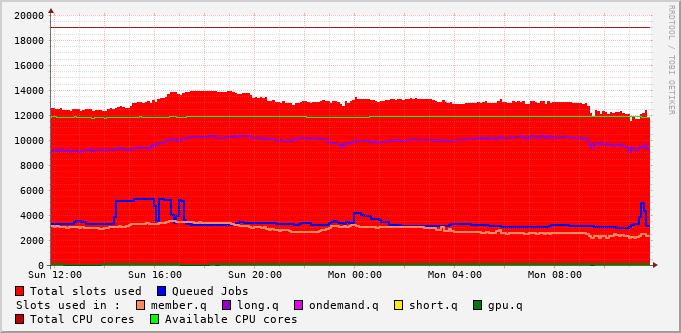 20000
18000
16000
14000
12000
10000
8000
6000
4000
2000
0
Sun 12:00 Sun 16:00 Sun 20:00 Mon 00:00 Mon 04:00 Mon 08:00
RRDTOOL / TOBI OETIKER
Total slots used Queued Jobs
Slots used in : member.q long.q ondemand.q short.q gpu.q
Total CPU cores Available CPU cores